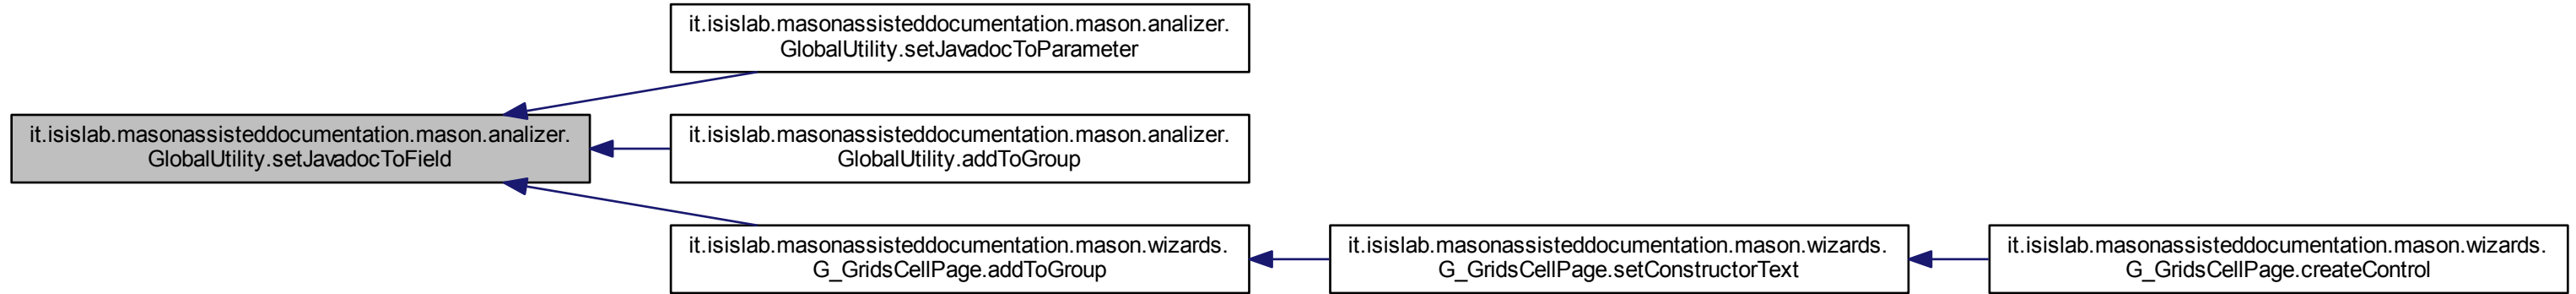 it.isislab.masonassisteddocumentation.mason.analizer.
GlobalUtility.setJavadocToField
it.isislab.masonassisteddocumentation.mason.analizer.
GlobalUtility.setJavadocToParameter
it.isislab.masonassisteddocumentation.mason.analizer.
GlobalUtility.addToGroup
it.isislab.masonassisteddocumentation.mason.wizards.
G_GridsCellPage.addToGroup
it.isislab.masonassisteddocumentation.mason.wizards.
G_GridsCellPage.setConstructorText
it.isislab.masonassisteddocumentation.mason.wizards.
G_GridsCellPage.createControl